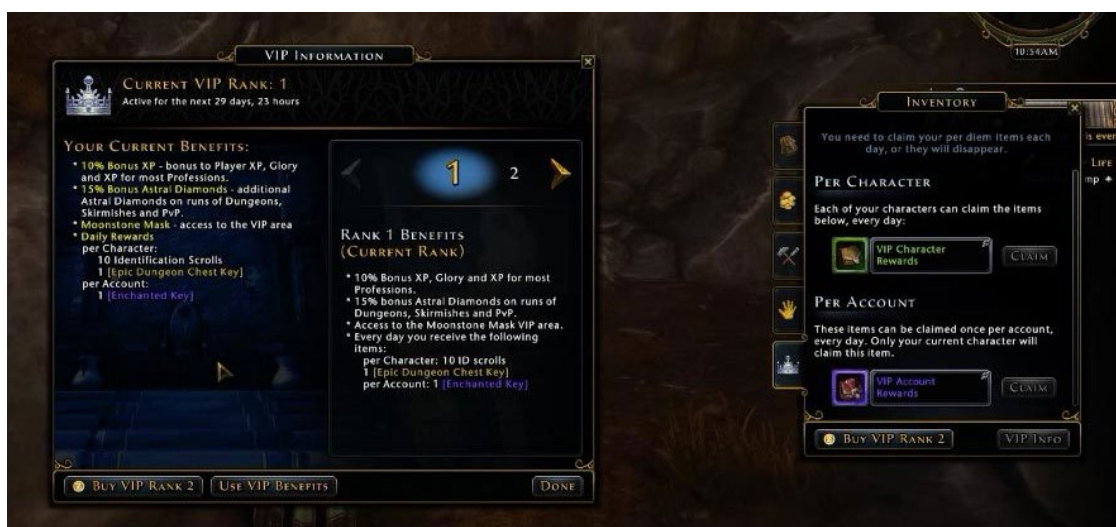 VIP INFORMATION
CURRENT VIP RANK: 1
Active for the next 29 days, 23 hours
YOUR CURRENT BENEFITS:
* 10% Bonus XP - bonus to Player XP, Glory
and XP for most Professions.
* 15% Bonus Astral Diamonds - additional
Astral Diamonds on runs of Dungeons,
Skirmishes and PvP.
* Moonstone Mask - access to the VIP area
* Daily Rewards
per Character:
10 Identification Scrolls
1 [Epic Dungeon Chest Key]
per Account:
1 [Enchanted Key]
1 2
RANK 1 BENEFITS
(CURRENT RANK)
* 10% Bonus XP, Glory and XP for most
Professions.
* 15% bonus Astral Diamonds on runs of
Dungeons, Skirmishes and PvP.
* Access to the Moonstone Mask VIP area.
* Every day you receive the following
items:
per Character: 10 ID scrolls
1 [Epic Dungeon Chest Key]
per Account: 1 [Enchanted Key]
BUY VIP RANK 2
USE VIP BENEFITS
DONE
10:54AM
INVENTORY
You need to claim your per diem items each
day, or they will disappear.
PER CHARACTER
Each of your characters can claim the items
below, every day:
VIP Character
Rewards
CLAIM
PER ACCOUNT
These items can be claimed once per account,
every day. Only your current character will
claim this item.
VIP Account
Rewards
CLAIM
BUY VIP RANK 2
VIP INFO
is ever
LIFE
mp